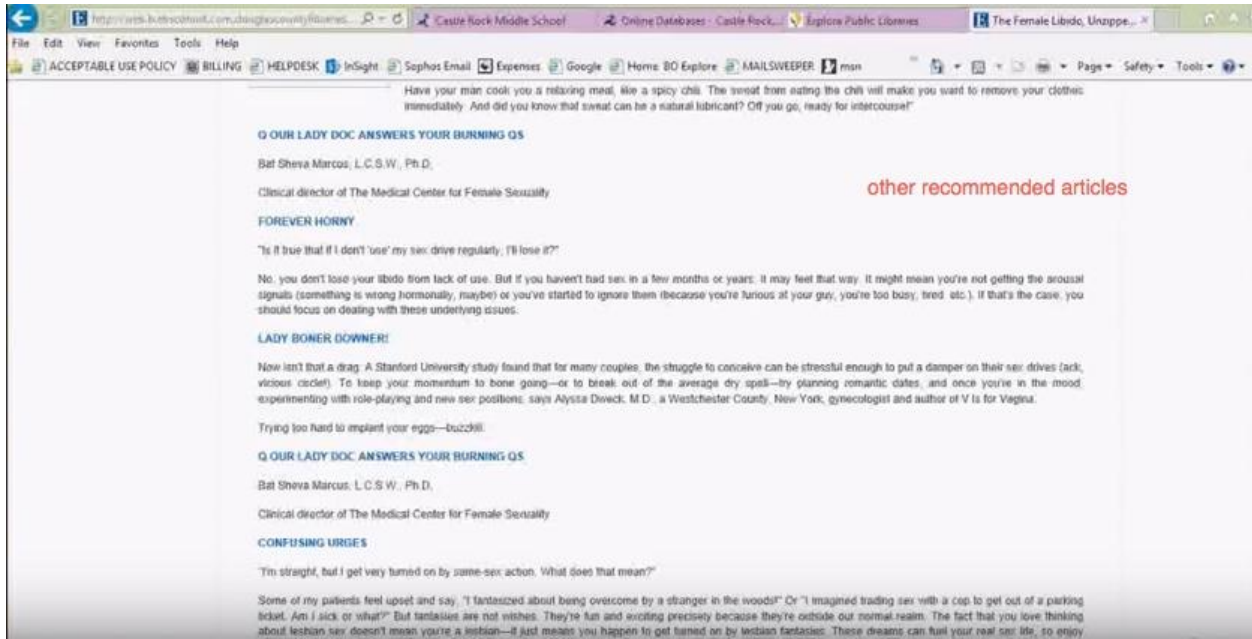 Castle Rock Middle School
Online Databases - Castle Rock,...
Explore Public Libraries
The Female Libido, Unzippe...
File Edit View Favorites Tools Help
ACCEPTABLE USE POLICY BILLING HELPDESK InSight Sophos Email Expenses Google Home BO Explore MAILSWEEPER msn Page Safety Tools
Have your man cook you a relaxing meal, like a spicy chili. The sweat from eating the chili will make you want to remove your clothes
immediately. And did you know that sweat can be a natural lubricant? Off you go, ready for intercourse!"
Q OUR LADY DOC ANSWERS YOUR BURNING QS
Bat Sheva Marcus, L.C.S.W., Ph.D,
Clinical director of The Medical Center for Female Sexuality
other recommended articles
FOREVER HORNY
"Is it true that if I don't 'use' my sex drive regularly, I'll lose it?"
No, you don't lose your libido from lack of use. But if you haven't had sex in a few months or years, it may feel that way. It might mean you're not getting the arousal
signals (something is wrong hormonally, maybe) or you've started to ignore them (because you're furious at your guy, you're too busy, tired, etc.). If that's the case, you
should focus on dealing with these underlying issues.
LADY BONER DOWNER!
Now isn't that a drag: A Stanford University study found that for many couples, the struggle to conceive can be stressful enough to put a damper on their sex drives (ack,
vicious circle!). To keep your momentum to bone going—or to break out of the average dry spell—try planning romantic dates, and once you're in the mood,
experimenting with role-playing and new sex positions, says Alyssa Dweck, M.D., a Westchester County, New York, gynecologist and author of V Is for Vagina.
Trying too hard to implant your eggs—buzzkill.
Q OUR LADY DOC ANSWERS YOUR BURNING QS
Bat Sheva Marcus, L.C.S.W., Ph.D,
Clinical director of The Medical Center for Female Sexuality
CONFUSING URGES
"I'm straight, but I get very turned on by same-sex action. What does that mean?"
Some of my patients feel upset and say, "I fantasized about being overcome by a stranger in the woods!" Or "I imagined trading sex with a cop to get out of a parking
ticket. Am I sick or what?" But fantasies are not wishes. They're fun and exciting precisely because they're outside our normal realm. The fact that you love thinking
about lesbian sex doesn't mean you're a lesbian—it just means you happen to get turned on by lesbian fantasies. These dreams can fuel your real sex life, so enjoy